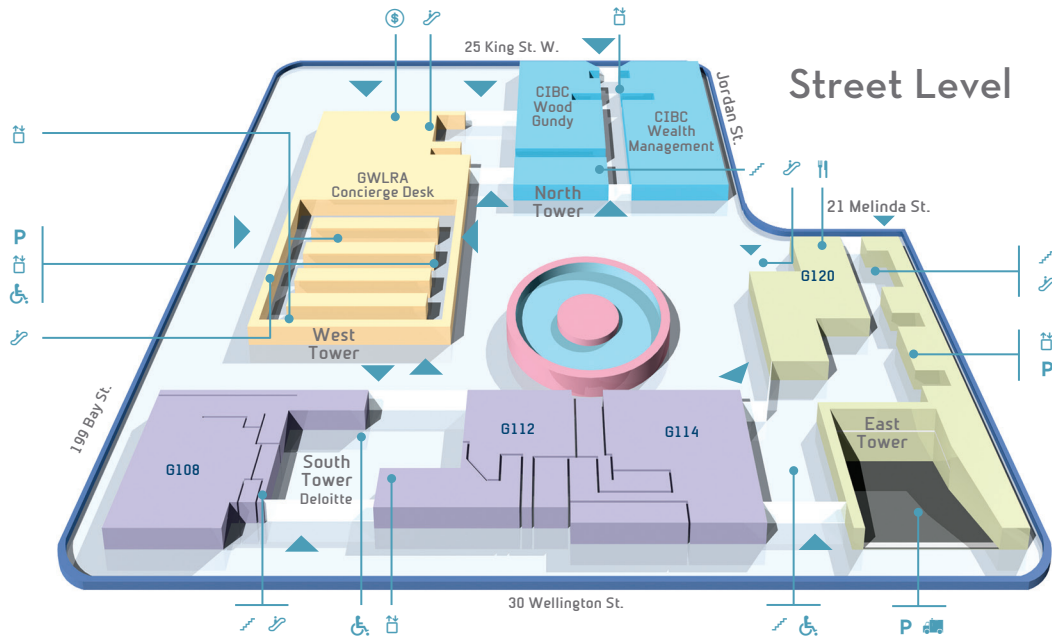 25 King St. W.
Street Level
Jordan St.
CIBC
Wood
Gundy
CIBC
Wealth
Management
GWLRA
Concierge Desk
North
Tower
21 Melinda St.
P
G120
P
West
Tower
199 Bay St.
G112
G114
East
Tower
G108
South
Tower
Deloitte
30 Wellington St.
P